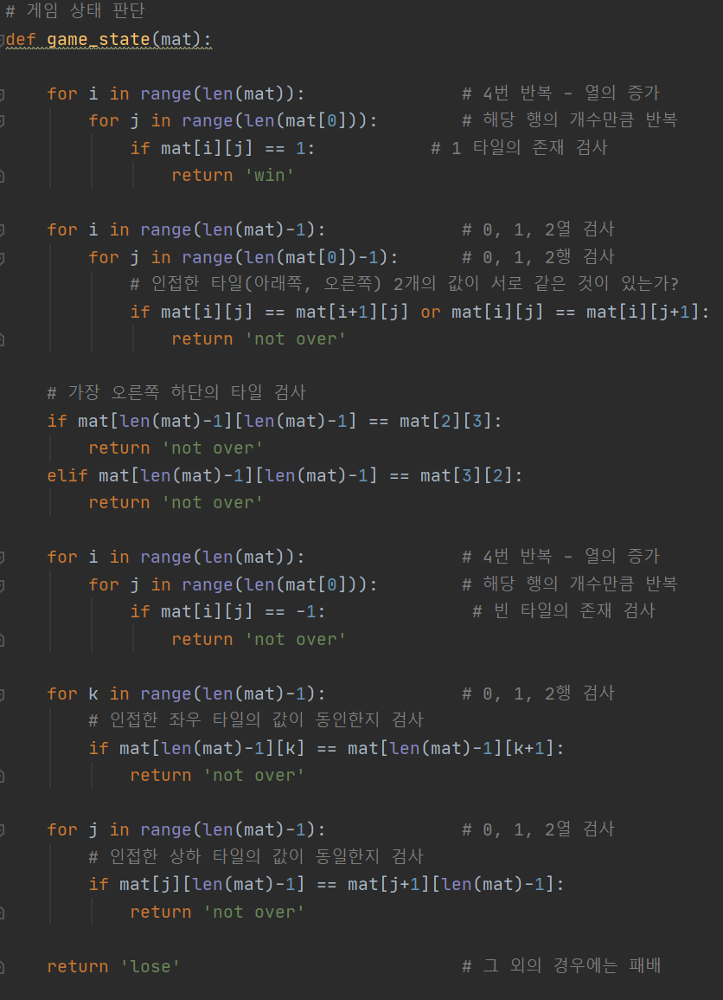 # 게임 상태 판단
def game_state(mat):
for i in range(len(mat)): # 4번 반복 - 열의 증가
for j in range(len(mat[0])): # 해당 행의 개수만큼 반복
if mat[i][j] == 1: # 1 타일의 존재 검사
return 'win'
for i in range(len(mat)-1): # 0, 1, 2열 검사
for j in range(len(mat[0])-1): # 0, 1, 2행 검사
# 인접한 타일(아래쪽, 오른쪽) 2개의 값이 서로 같은 것이 있는가?
if mat[i][j] == mat[i+1][j] or mat[i][j] == mat[i][j+1]:
return 'not over'
# 가장 오른쪽 하단의 타일 검사
if mat[len(mat)-1][len(mat)-1] == mat[2][3]:
return 'not over'
elif mat[len(mat)-1][len(mat)-1] == mat[3][2]:
return 'not over'
for i in range(len(mat)): # 4번 반복 - 열의 증가
for j in range(len(mat[0])): # 해당 행의 개수만큼 반복
if mat[i][j] == -1: # 빈 타일의 존재 검사
return 'not over'
for k in range(len(mat)-1): # 0, 1, 2행 검사
# 인접한 좌우 타일의 값이 동인한지 검사
if mat[len(mat)-1][k] == mat[len(mat)-1][k+1]:
return 'not over'
for j in range(len(mat)-1): # 0, 1, 2열 검사
# 인접한 상하 타일의 값이 동일한지 검사
if mat[j][len(mat)-1] == mat[j+1][len(mat)-1]:
return 'not over'
return 'lose' # 그 외의 경우에는 패배